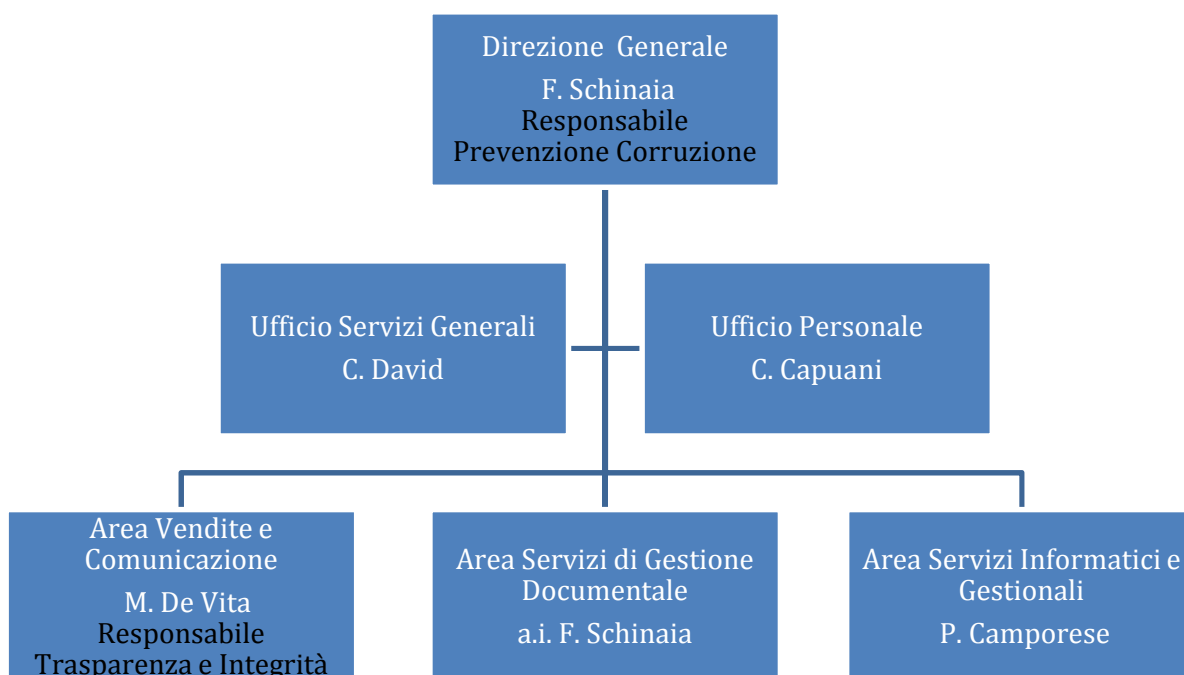 Direzione Generale
F. Schinaia
Responsabile
Prevenzione Corruzione
Ufficio Servizi Generali
C. David
Ufficio Personale
C. Capuani
Area Vendite e
Comunicazione
M. De Vita
Responsabile
Trasparenza e Integrità
Area Servizi di Gestione
Documentale
a.i. F. Schinaia
Area Servizi Informatici e
Gestionali
P. Camporese